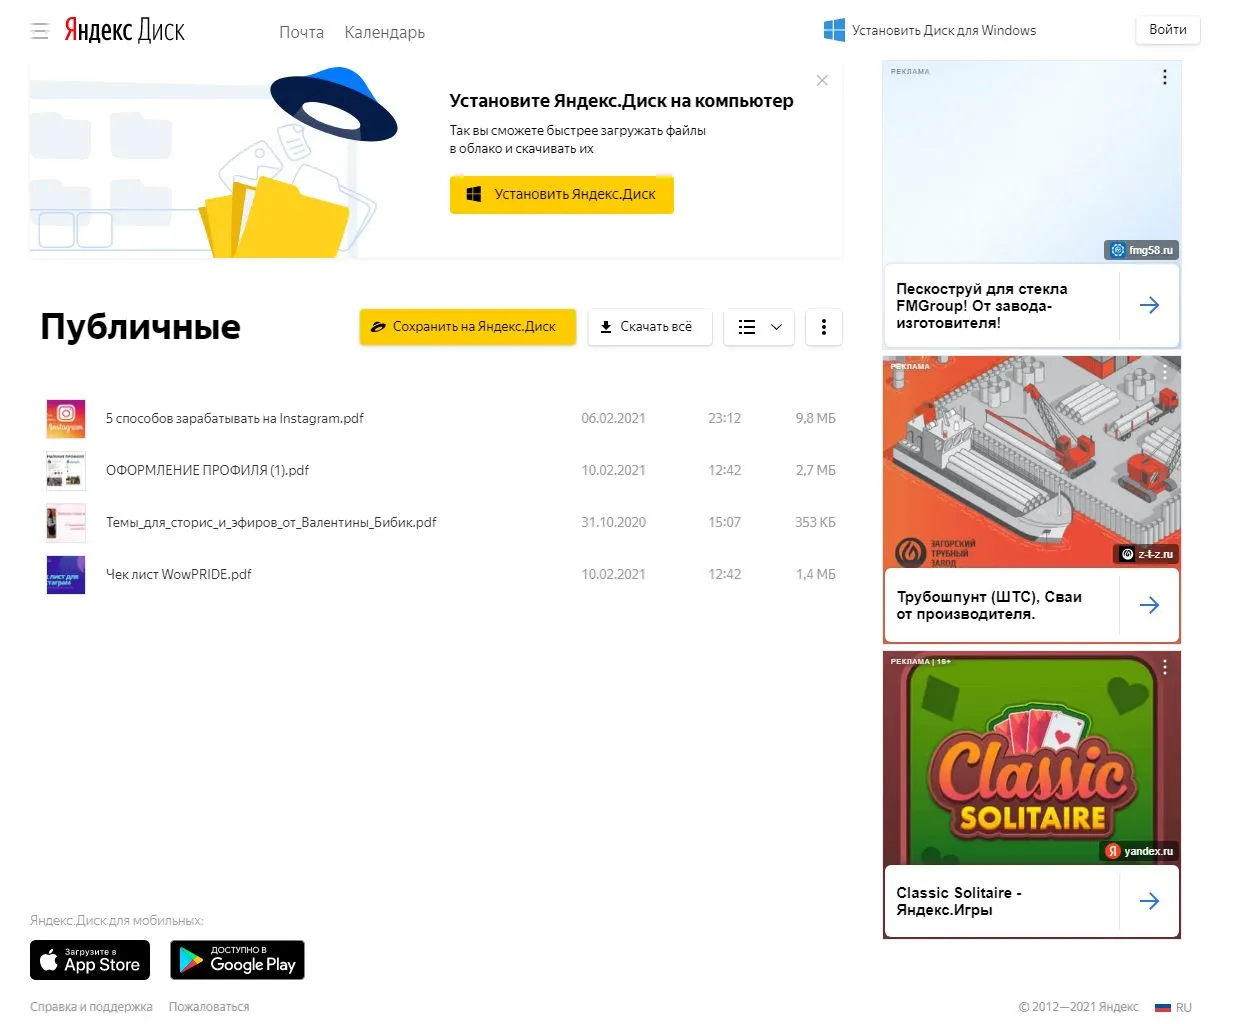 Яндекс Диск
Почта
Календарь
Установить Диск для Windows
Войти
Установите Яндекс.Диск на компьютер
Так вы сможете быстрее загружать файлы
в облако и скачивать их
Установить Яндекс.Диск
Публичные
Сохранить на Яндекс.Диск
Скачать всё
5 способов зарабатывать на Instagram.pdf 06.02.2021 23:12 9,8 МБ
ОФОРМЛЕНИЕ ПРОФИЛЯ (1).pdf 10.02.2021 12:42 2,7 МБ
Темы_для_сторис_и_эфиров_от_Валентины_Бибик.pdf 31.10.2020 15:07 353 КБ
Чек лист WowPRIDE.pdf 10.02.2021 12:42 1,4 МБ
Instagram
РЕКЛАМА
fmg58.ru
Пескоструй для стекла
FMGroup! От завода-
изготовителя!
РЕКЛАМА
ЗАГОРСКИЙ
ТРУБНЫЙ
ЗАВОД
z-t-z.ru
Трубошпунт (ШТС), Сваи
от производителя.
РЕКЛАМА | 16+
Classic
SOLITAIRE
Я yandex.ru
Classic Solitaire -
Яндекс.Игры
Яндекс.Диск для мобильных:
Загрузите в
App Store
ДОСТУПНО В
Google Play
Справка и поддержка
Пожаловаться
© 2012—2021 Яндекс
RU